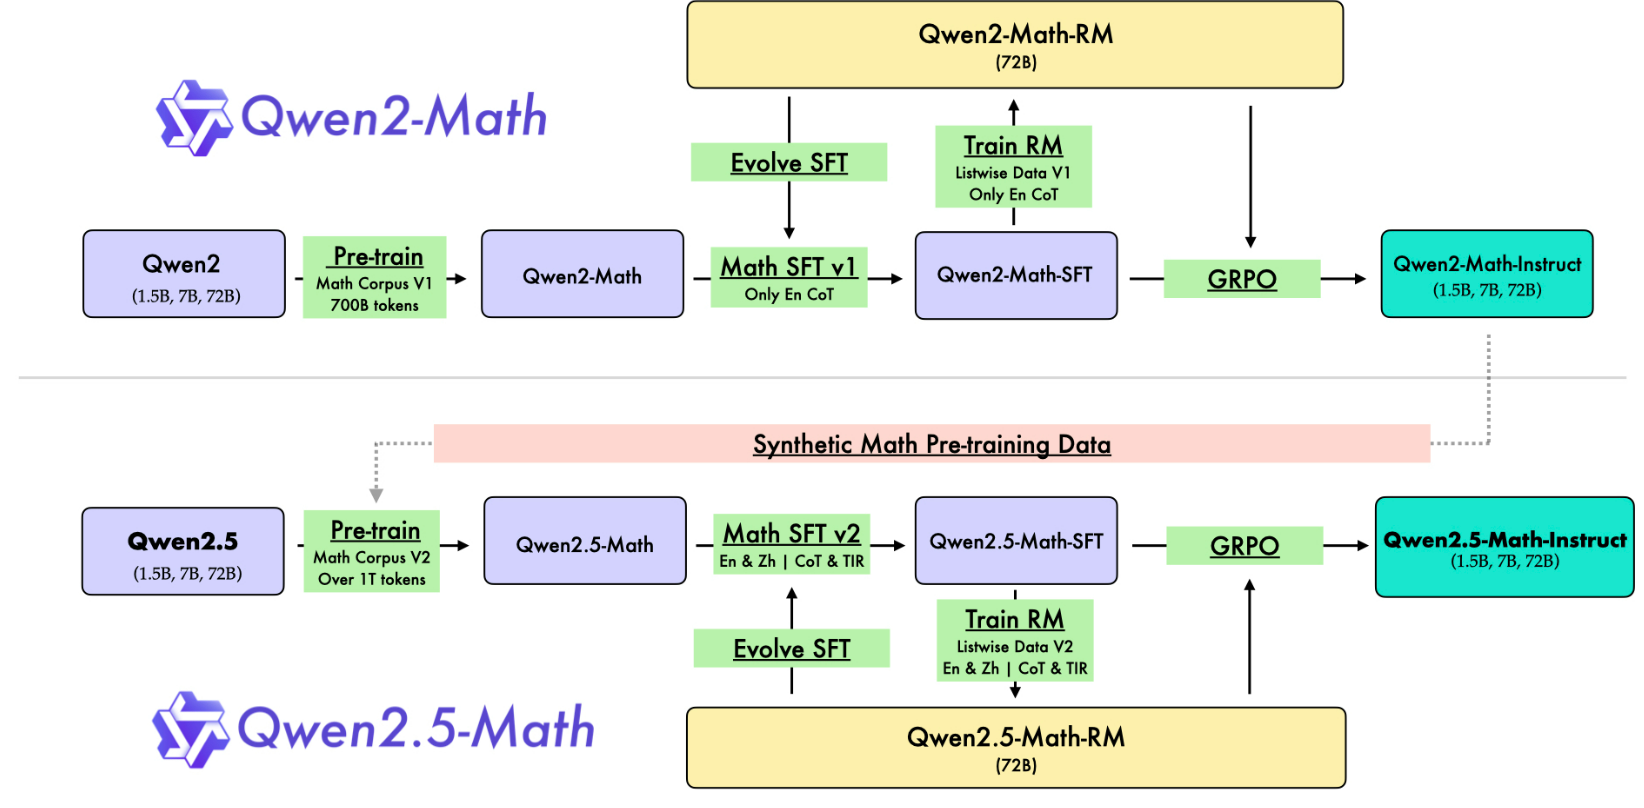 Qwen2-Math-RM
(72B)
Qwen2-Math
Evolve SFT
Train RM
Listwise Data V1
Only En CoT
Qwen2
(1.5B, 7B, 72B)
Pre-train
Math Corpus V1
700B tokens
Qwen2-Math
Math SFT v1
Only En CoT
Qwen2-Math-SFT
GRPO
Qwen2-Math-Instruct
(1.5B, 7B, 72B)
Synthetic Math Pre-training Data
Qwen2.5
(1.5B, 7B, 72B)
Pre-train
Math Corpus V2
Over 1T tokens
Qwen2.5-Math
Math SFT v2
En & Zh | CoT & TIR
Qwen2.5-Math-SFT
GRPO
Qwen2.5-Math-Instruct
(1.5B, 7B, 72B)
Evolve SFT
Train RM
Listwise Data V2
En & Zh | CoT & TIR
Qwen2.5-Math
Qwen2.5-Math-RM
(72B)